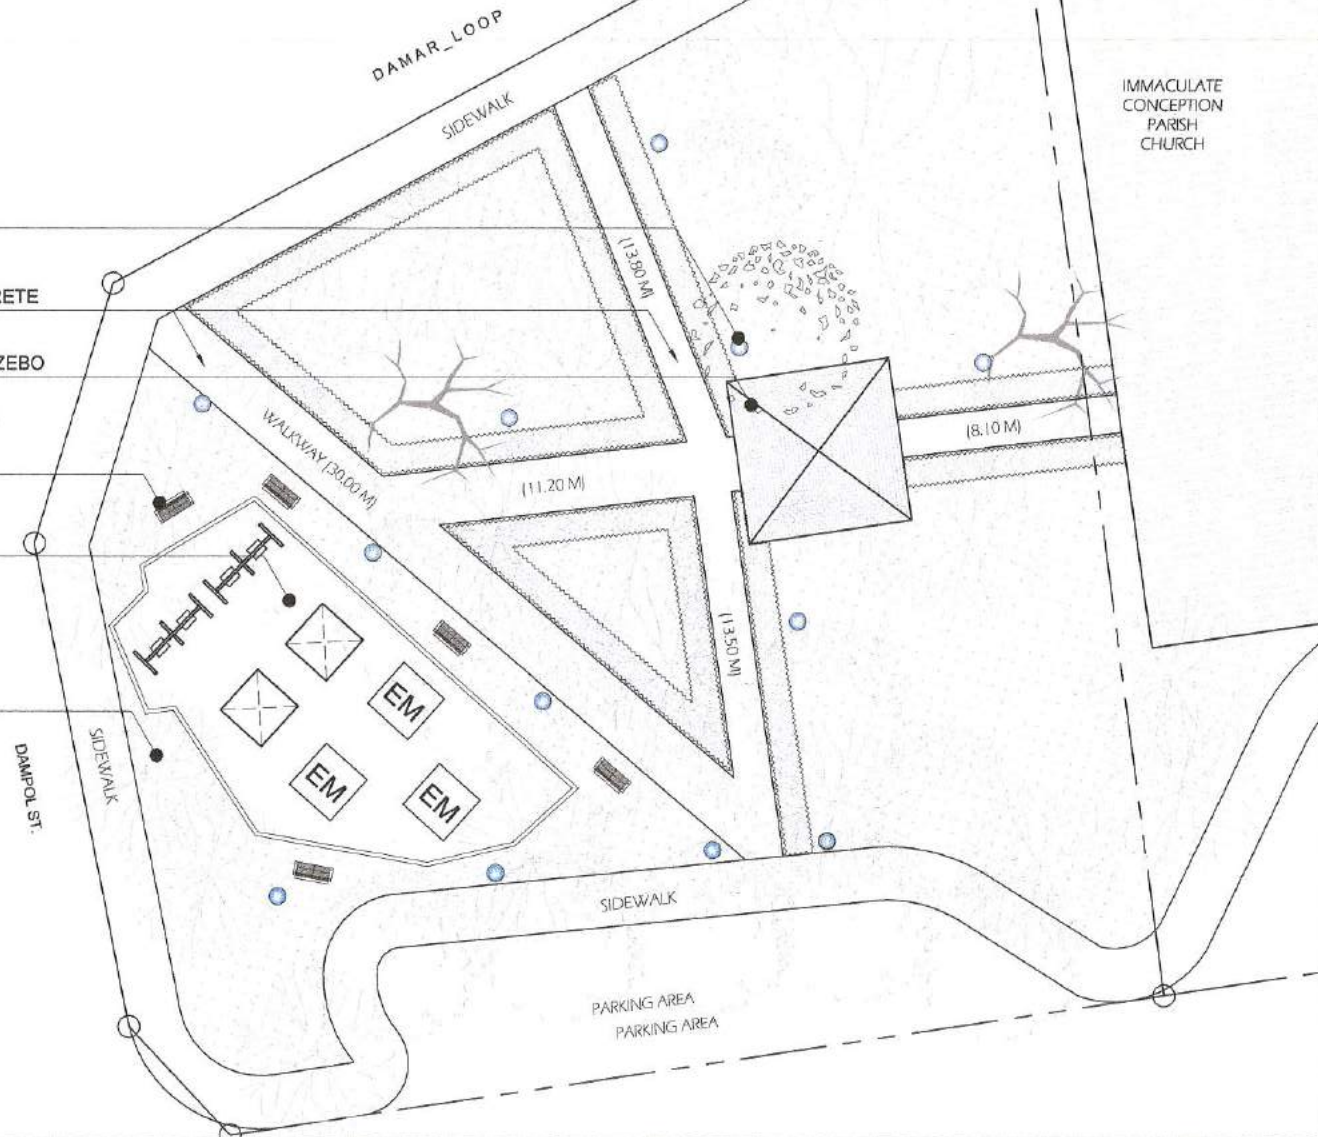 DAMAR_LOOP
SIDEWALK
IMMACULATE
CONCEPTION
PARISH
CHURCH
(13.80 M)
RETE
ZEBO
WALKWAY (30.00 M)
(8.10 M)
(11.20 M)
(13.50 M)
EM
EM
EM
SIDEWALK
DAMPOL ST.
SIDEWALK
PARKING AREA
PARKING AREA